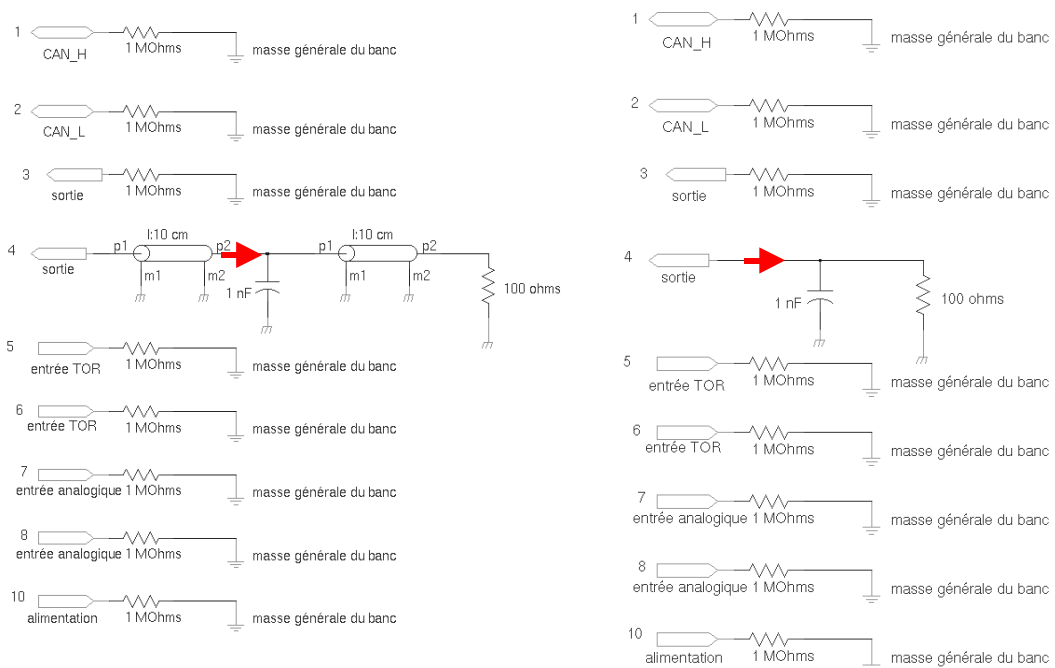 1
CAN_H
1 MOhms
masse générale du banc
2
CAN_L
1 MOhms
masse générale du banc
3
sortie
1 MOhms
masse générale du banc
4
sortie
p1
l:10 cm
p2
m1
m2
1 nF
p1
l:10 cm
p2
m1
m2
100 ohms
5
entrée TOR
1 MOhms
masse générale du banc
6
entrée TOR
1 MOhms
masse générale du banc
7
entrée analogique
1 MOhms
masse générale du banc
8
entrée analogique
1 MOhms
masse générale du banc
10
alimentation
1 MOhms
masse générale du banc
1
CAN_H
1 MOhms
masse générale du banc
2
CAN_L
1 MOhms
masse générale du banc
3
sortie
1 MOhms
masse générale du banc
4
sortie
1 nF
100 ohms
5
entrée TOR
1 MOhms
masse générale du banc
6
entrée TOR
1 MOhms
masse générale du banc
7
entrée analogique
1 MOhms
masse générale du banc
8
entrée analogique
1 MOhms
masse générale du banc
10
alimentation
1 MOhms
masse générale du banc